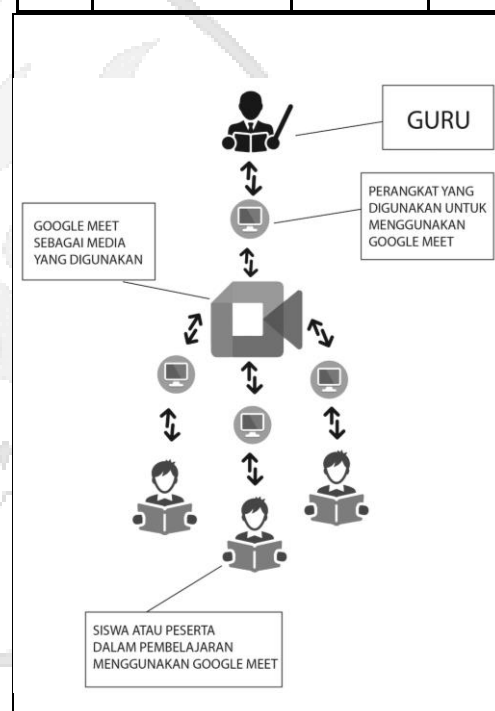 GURU
PERANGKAT YANG
DIGUNAKAN UNTUK
MENGGUNAKAN
GOOGLE MEET
GOOGLE MEET
SEBAGAI MEDIA
YANG DIGUNAKAN
SISWA ATAU PESERTA
DALAM PEMBELAJARAN
MENGGUNAKAN GOOGLE MEET